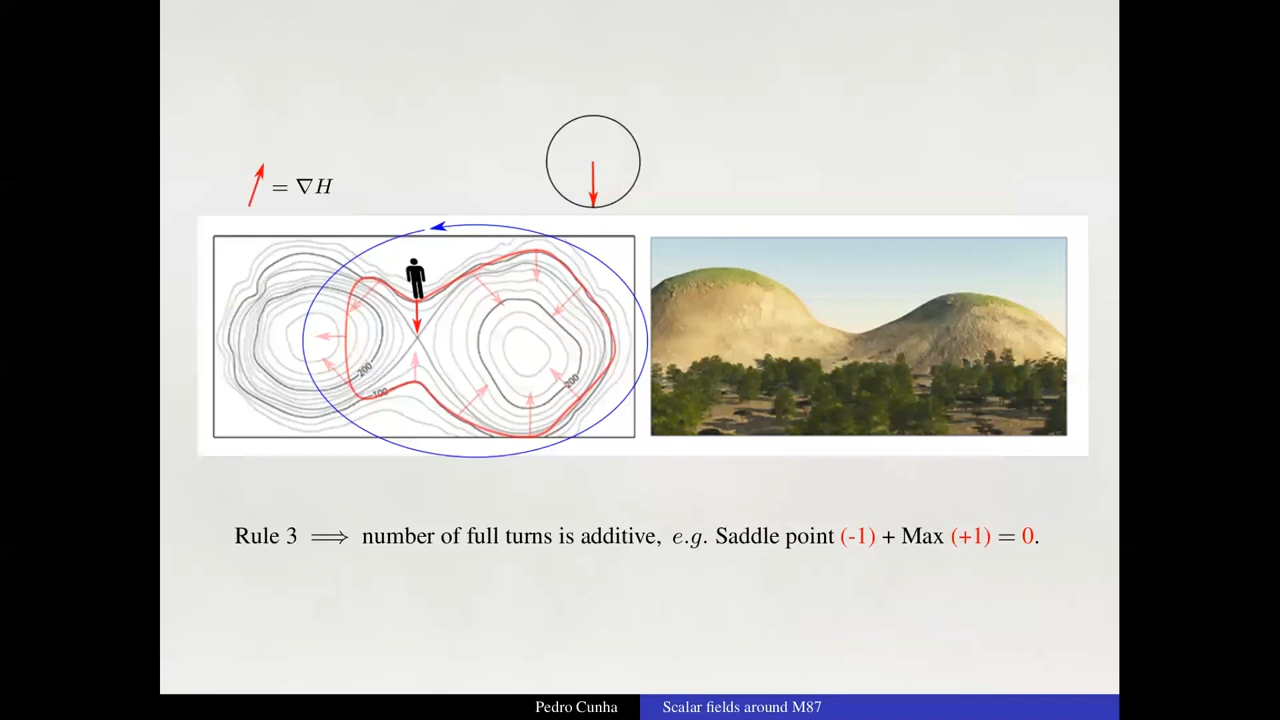 = ∇H
200
100
200
Rule 3 ⟹ number of full turns is additive, e.g. Saddle point (-1) + Max (+1) = 0.
Pedro Cunha
Scalar fields around M87